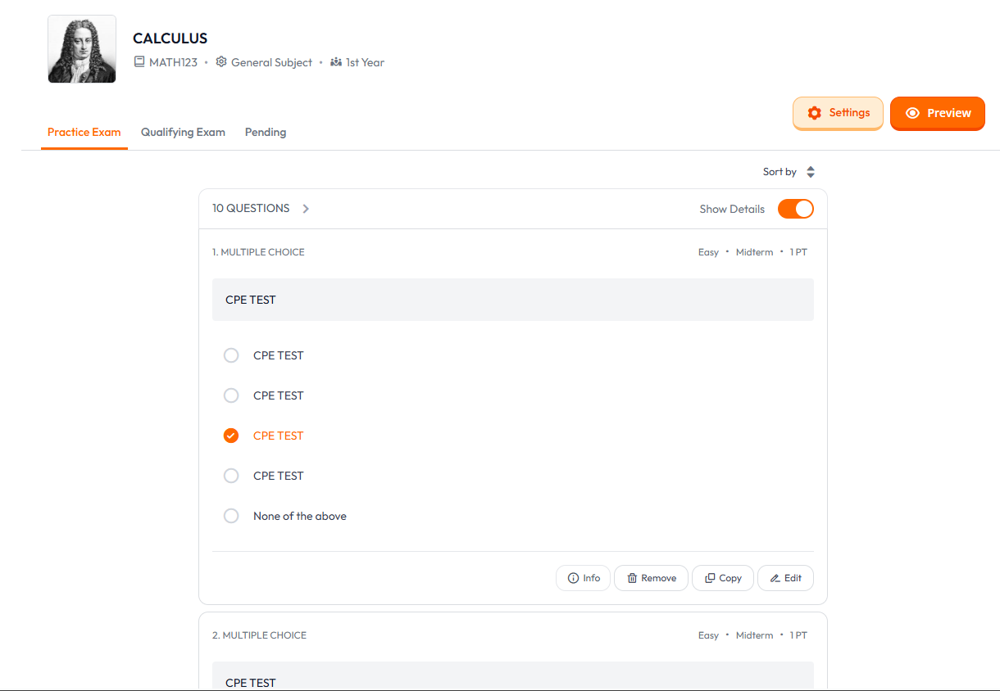 CALCULUS
MATH123 • General Subject • 1st Year
Settings Preview
Practice Exam Qualifying Exam Pending
Sort by
10 QUESTIONS Show Details
1. MULTIPLE CHOICE Easy • Midterm • 1 PT
CPE TEST
CPE TEST
CPE TEST
CPE TEST
CPE TEST
None of the above
Info Remove Copy Edit
2. MULTIPLE CHOICE Easy • Midterm • 1 PT
CPE TEST